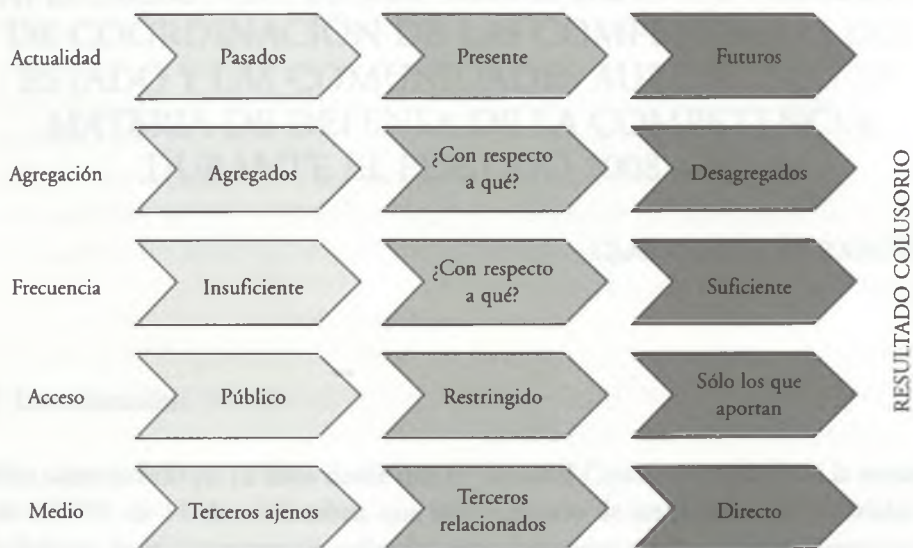 Actualidad Pasados Presente Futuros
Agregación Agregados ¿Con respecto
a qué? Desagregados
Frecuencia Insuficiente ¿Con respecto
a qué? Suficiente
Acceso Público Restringido Sólo los que
aportan
Medio Terceros ajenos Terceros
relacionados Directo
RESULTADO COLUSORIO